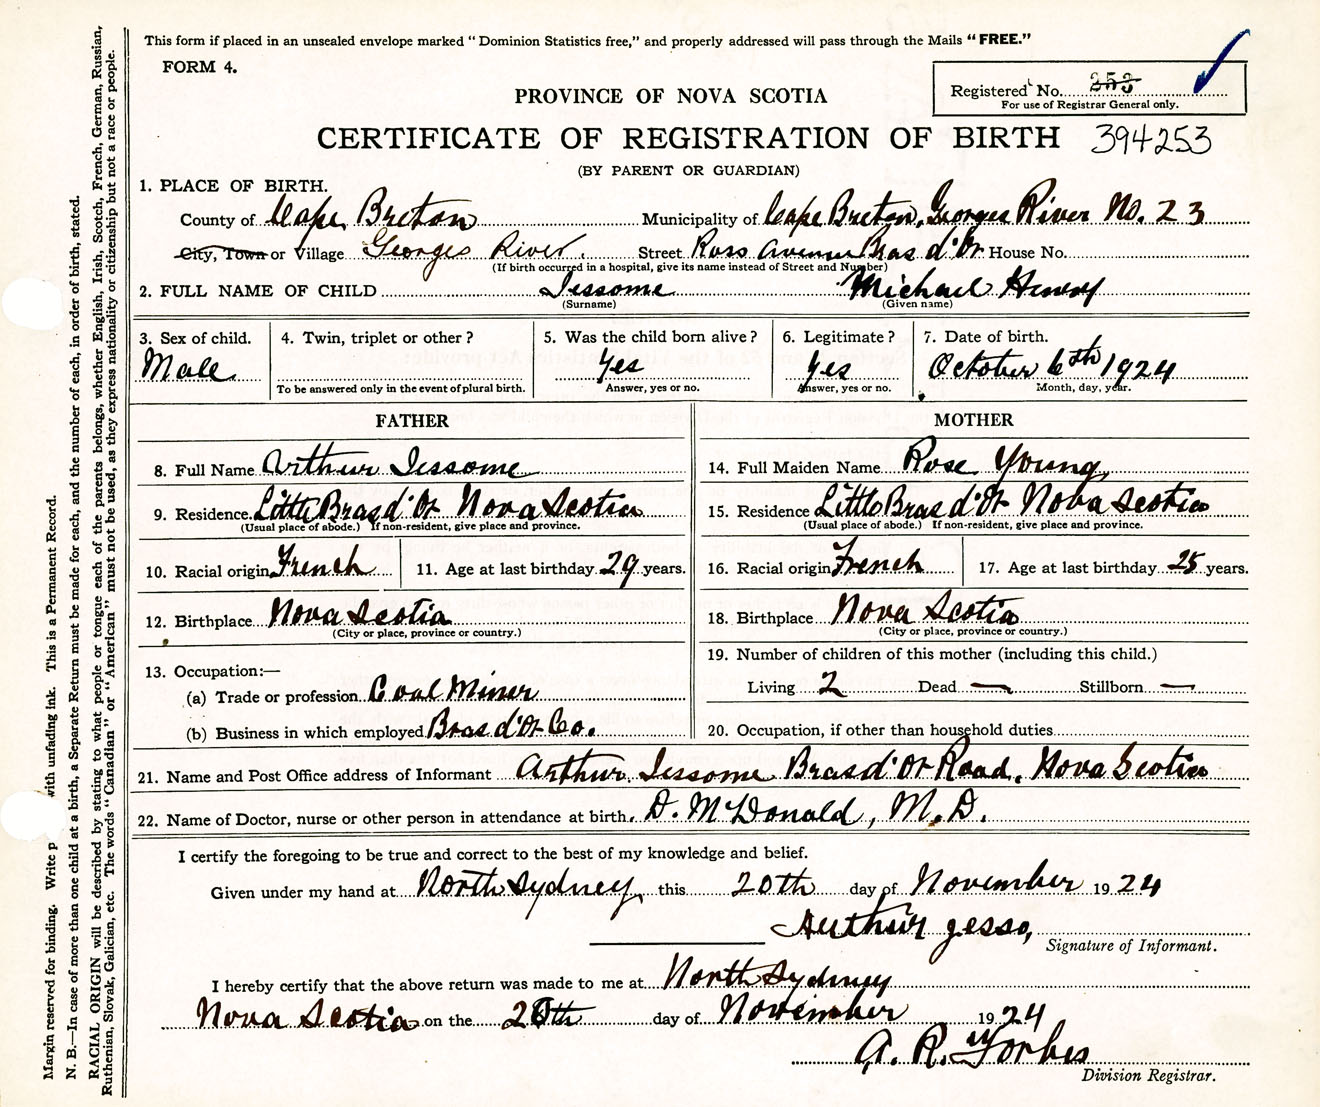 This form if placed in an unsealed envelope marked "Dominion Statistics free," and properly addressed will pass through the Mails "FREE."
FORM 4.
Registered No. 253
For use of Registrar General only.
PROVINCE OF NOVA SCOTIA
CERTIFICATE OF REGISTRATION OF BIRTH 394253
(BY PARENT OR GUARDIAN)
1. PLACE OF BIRTH.
County of Cape Breton Municipality of Cape Breton, Georges River No. 23
City, Town or Village Georges River. Street Ross Avenue Bras d'Or House No.
(If birth occurred in a hospital, give its name instead of Street and Number)
2. FULL NAME OF CHILD Jessome Michael Henry
(Surname) (Given name)
3. Sex of child. 4. Twin, triplet or other? 5. Was the child born alive? 6. Legitimate? 7. Date of birth.
Male Yes Yes October 6th 1924
To be answered only in the event of plural birth. Answer, yes or no. Answer, yes or no. Month, day, year.
FATHER MOTHER
8. Full Name Arthur Jessome 14. Full Maiden Name Rose Young
9. Residence. Little Bras d'Or Nova Scotia 15. Residence Little Bras d'Or Nova Scotia
(Usual place of abode.) If non-resident, give place and province. (Usual place of abode.) If non-resident, give place and province.
10. Racial origin French 11. Age at last birthday 29 years. 16. Racial origin French 17. Age at last birthday 25 years.
12. Birthplace Nova Scotia 18. Birthplace Nova Scotia
(City or place, province or country.) (City or place, province or country.)
13. Occupation:— 19. Number of children of this mother (including this child.)
(a) Trade or profession Coal Miner Living 2 Dead — Stillborn —
(b) Business in which employed Bras d'Or Co. 20. Occupation, if other than household duties
21. Name and Post Office address of Informant Arthur Jessome Bras d'Or Road, Nova Scotia
22. Name of Doctor, nurse or other person in attendance at birth. D. McDonald, M.D.
I certify the foregoing to be true and correct to the best of my knowledge and belief.
Given under my hand at North Sydney, this 20th day of November 1924
Arthur Jesso,
Signature of Informant.
I hereby certify that the above return was made to me at North Sydney
Nova Scotia on the 20th day of November 1924
A. R. Forbes
Division Registrar.
Margin reserved for binding. Write p with unfading ink. This is a Permanent Record.
N. B.—In case of more than one child at a birth, a Separate Return must be made for each, and the number of each, in order of birth, stated.
RACIAL ORIGIN will be described by stating to what people or tongue each of the parents belongs, whether English, Irish, Scotch, French, German, Russian,
Ruthenian, Slovak, Galician, etc. The words "Canadian" or "American" must not be used, as they express nationality or citizenship but not a race or people.